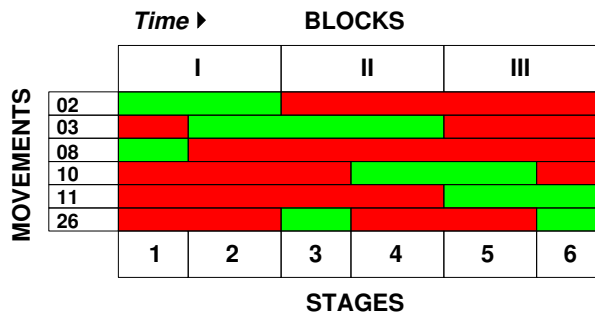 Time BLOCKS
I II III
MOVEMENTS
02
03
08
10
11
26
1 2 3 4 5 6
STAGES